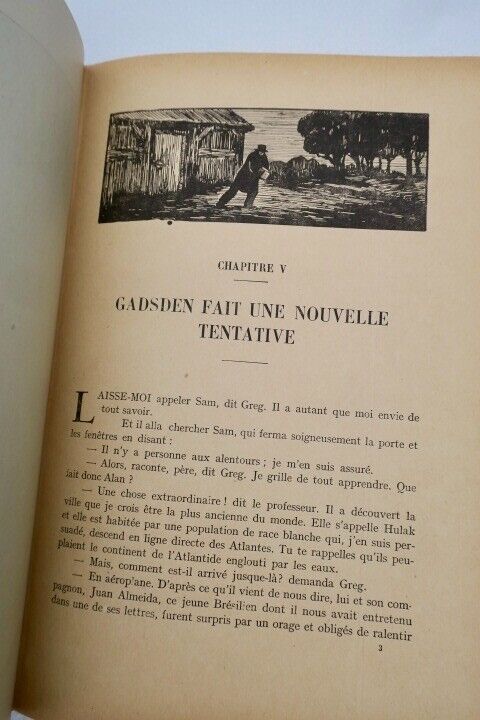 CHAPITRE V
GADSDEN FAIT UNE NOUVELLE
TENTATIVE
LAISSE-MOI appeler Sam, dit Greg. Il a autant que moi envie de
tout savoir.
Et il alla chercher Sam, qui ferma soigneusement la porte et
les fenêtres en disant :
— Il n'y a personne aux alentours ; je m'en suis assuré.
— Alors, raconte, père, dit Greg. Je grille de tout apprendre. Que
fait donc Alan ?
— Une chose extraordinaire ! dit le professeur. Il a découvert la
ville que je crois être la plus ancienne du monde. Elle s'appelle Hulak
et elle est habitée par une population de race blanche qui, j'en suis per-
suadé, descend en ligne directe des Atlantes. Tu te rappelles qu'ils peu-
plaient le continent de l'Atlantide englouti par les eaux.
— Mais, comment est-il arrivé jusque-là ? demanda Greg.
— En aéroplane. D'après ce qu'il vient de nous dire, lui et son com-
pagnon, Juan Almeida, ce jeune Brésilien dont il nous avait entretenu
dans une de ses lettres, furent surpris par un orage et obligés de ralentir
3